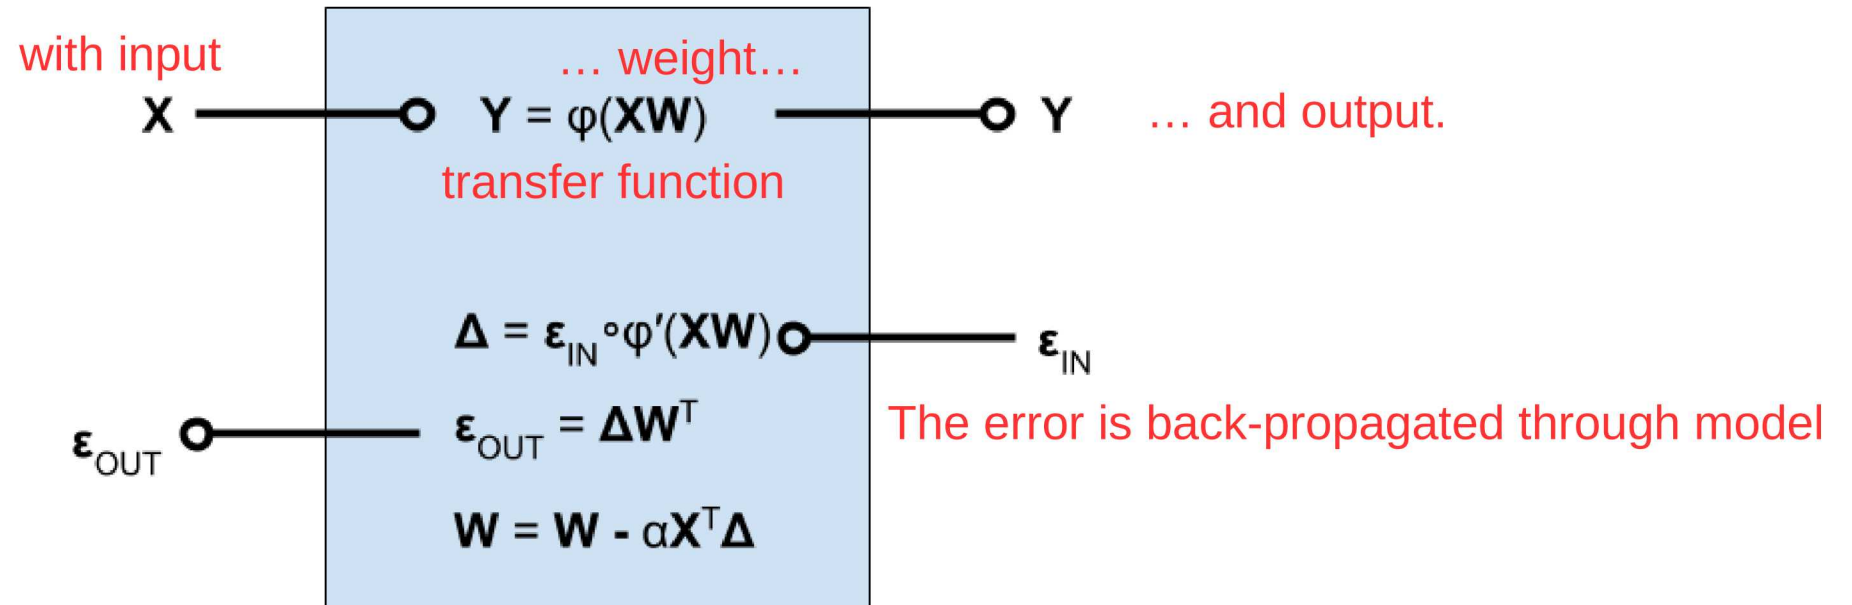 with input
… weight…
X Y = φ(XW) Y … and output.
transfer function
Δ = ε_IN∘φ′(XW) ε_IN
ε_OUT ε_OUT = ΔW^T The error is back-propagated through model
W = W - αX^TΔ